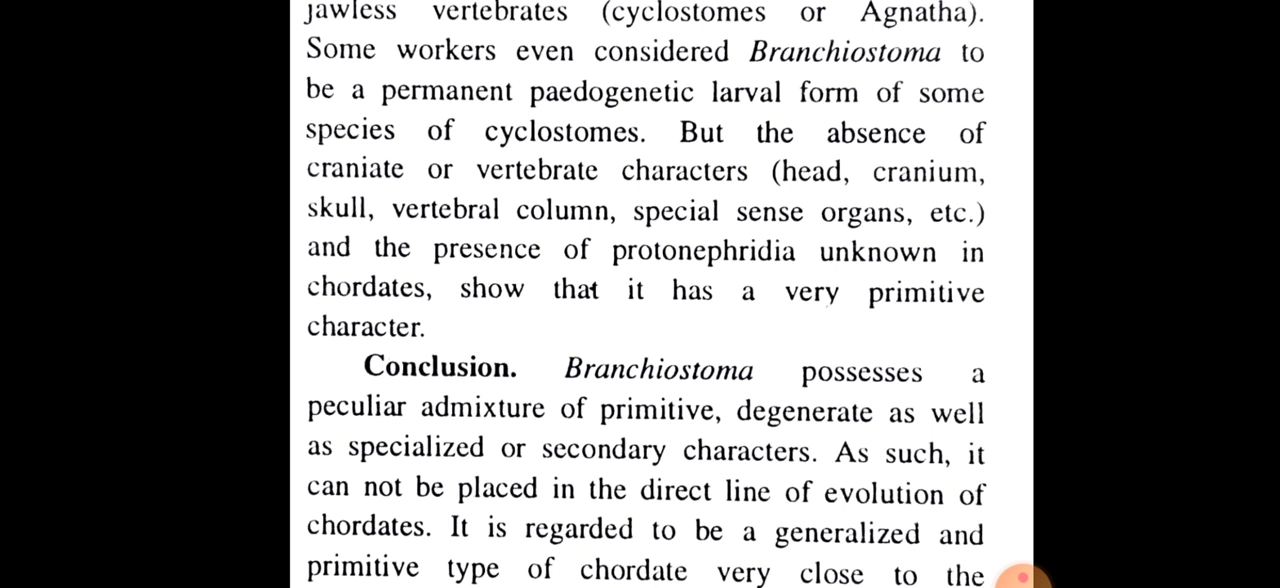 jawless vertebrates (cyclostomes or Agnatha).
Some workers even considered Branchiostoma to
be a permanent paedogenetic larval form of some
species of cyclostomes. But the absence of
craniate or vertebrate characters (head, cranium,
skull, vertebral column, special sense organs, etc.)
and the presence of protonephridia unknown in
chordates, show that it has a very primitive
character.
Conclusion. Branchiostoma possesses a
peculiar admixture of primitive, degenerate as well
as specialized or secondary characters. As such, it
can not be placed in the direct line of evolution of
chordates. It is regarded to be a generalized and
primitive type of chordate very close to the